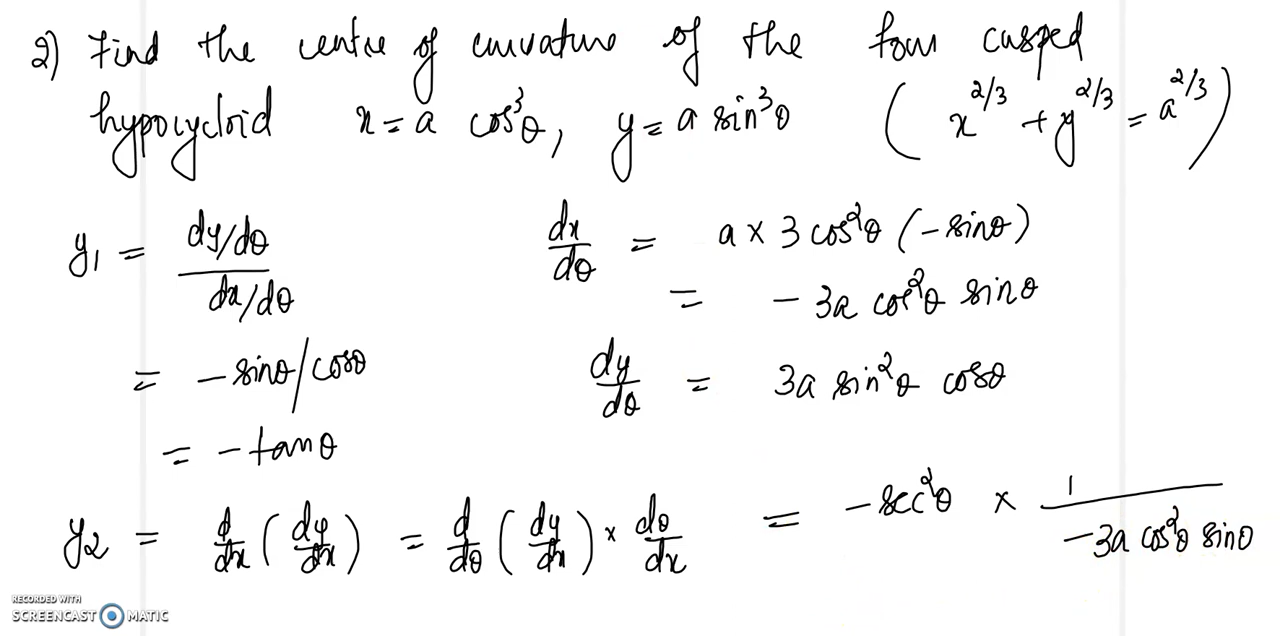 2) Find the centre of curvature of the four cusped
hypocycloid x = a cos³θ, y = a sin³θ (x^{2/3} + y^{2/3} = a^{2/3})
y₁ = (dy/dθ)/(dx/dθ)
dx/dθ = a × 3 cos²θ (-sinθ)
= -3a cos²θ sinθ
= -sinθ/cosθ
dy/dθ = 3a sin²θ cosθ
= -tanθ
y₂ = d/dx (dy/dx) = d/dθ (dy/dx) × dθ/dx = -sec²θ × 1/(-3a cos²θ sinθ)
RECORDED WITH
SCREENCAST MATIC